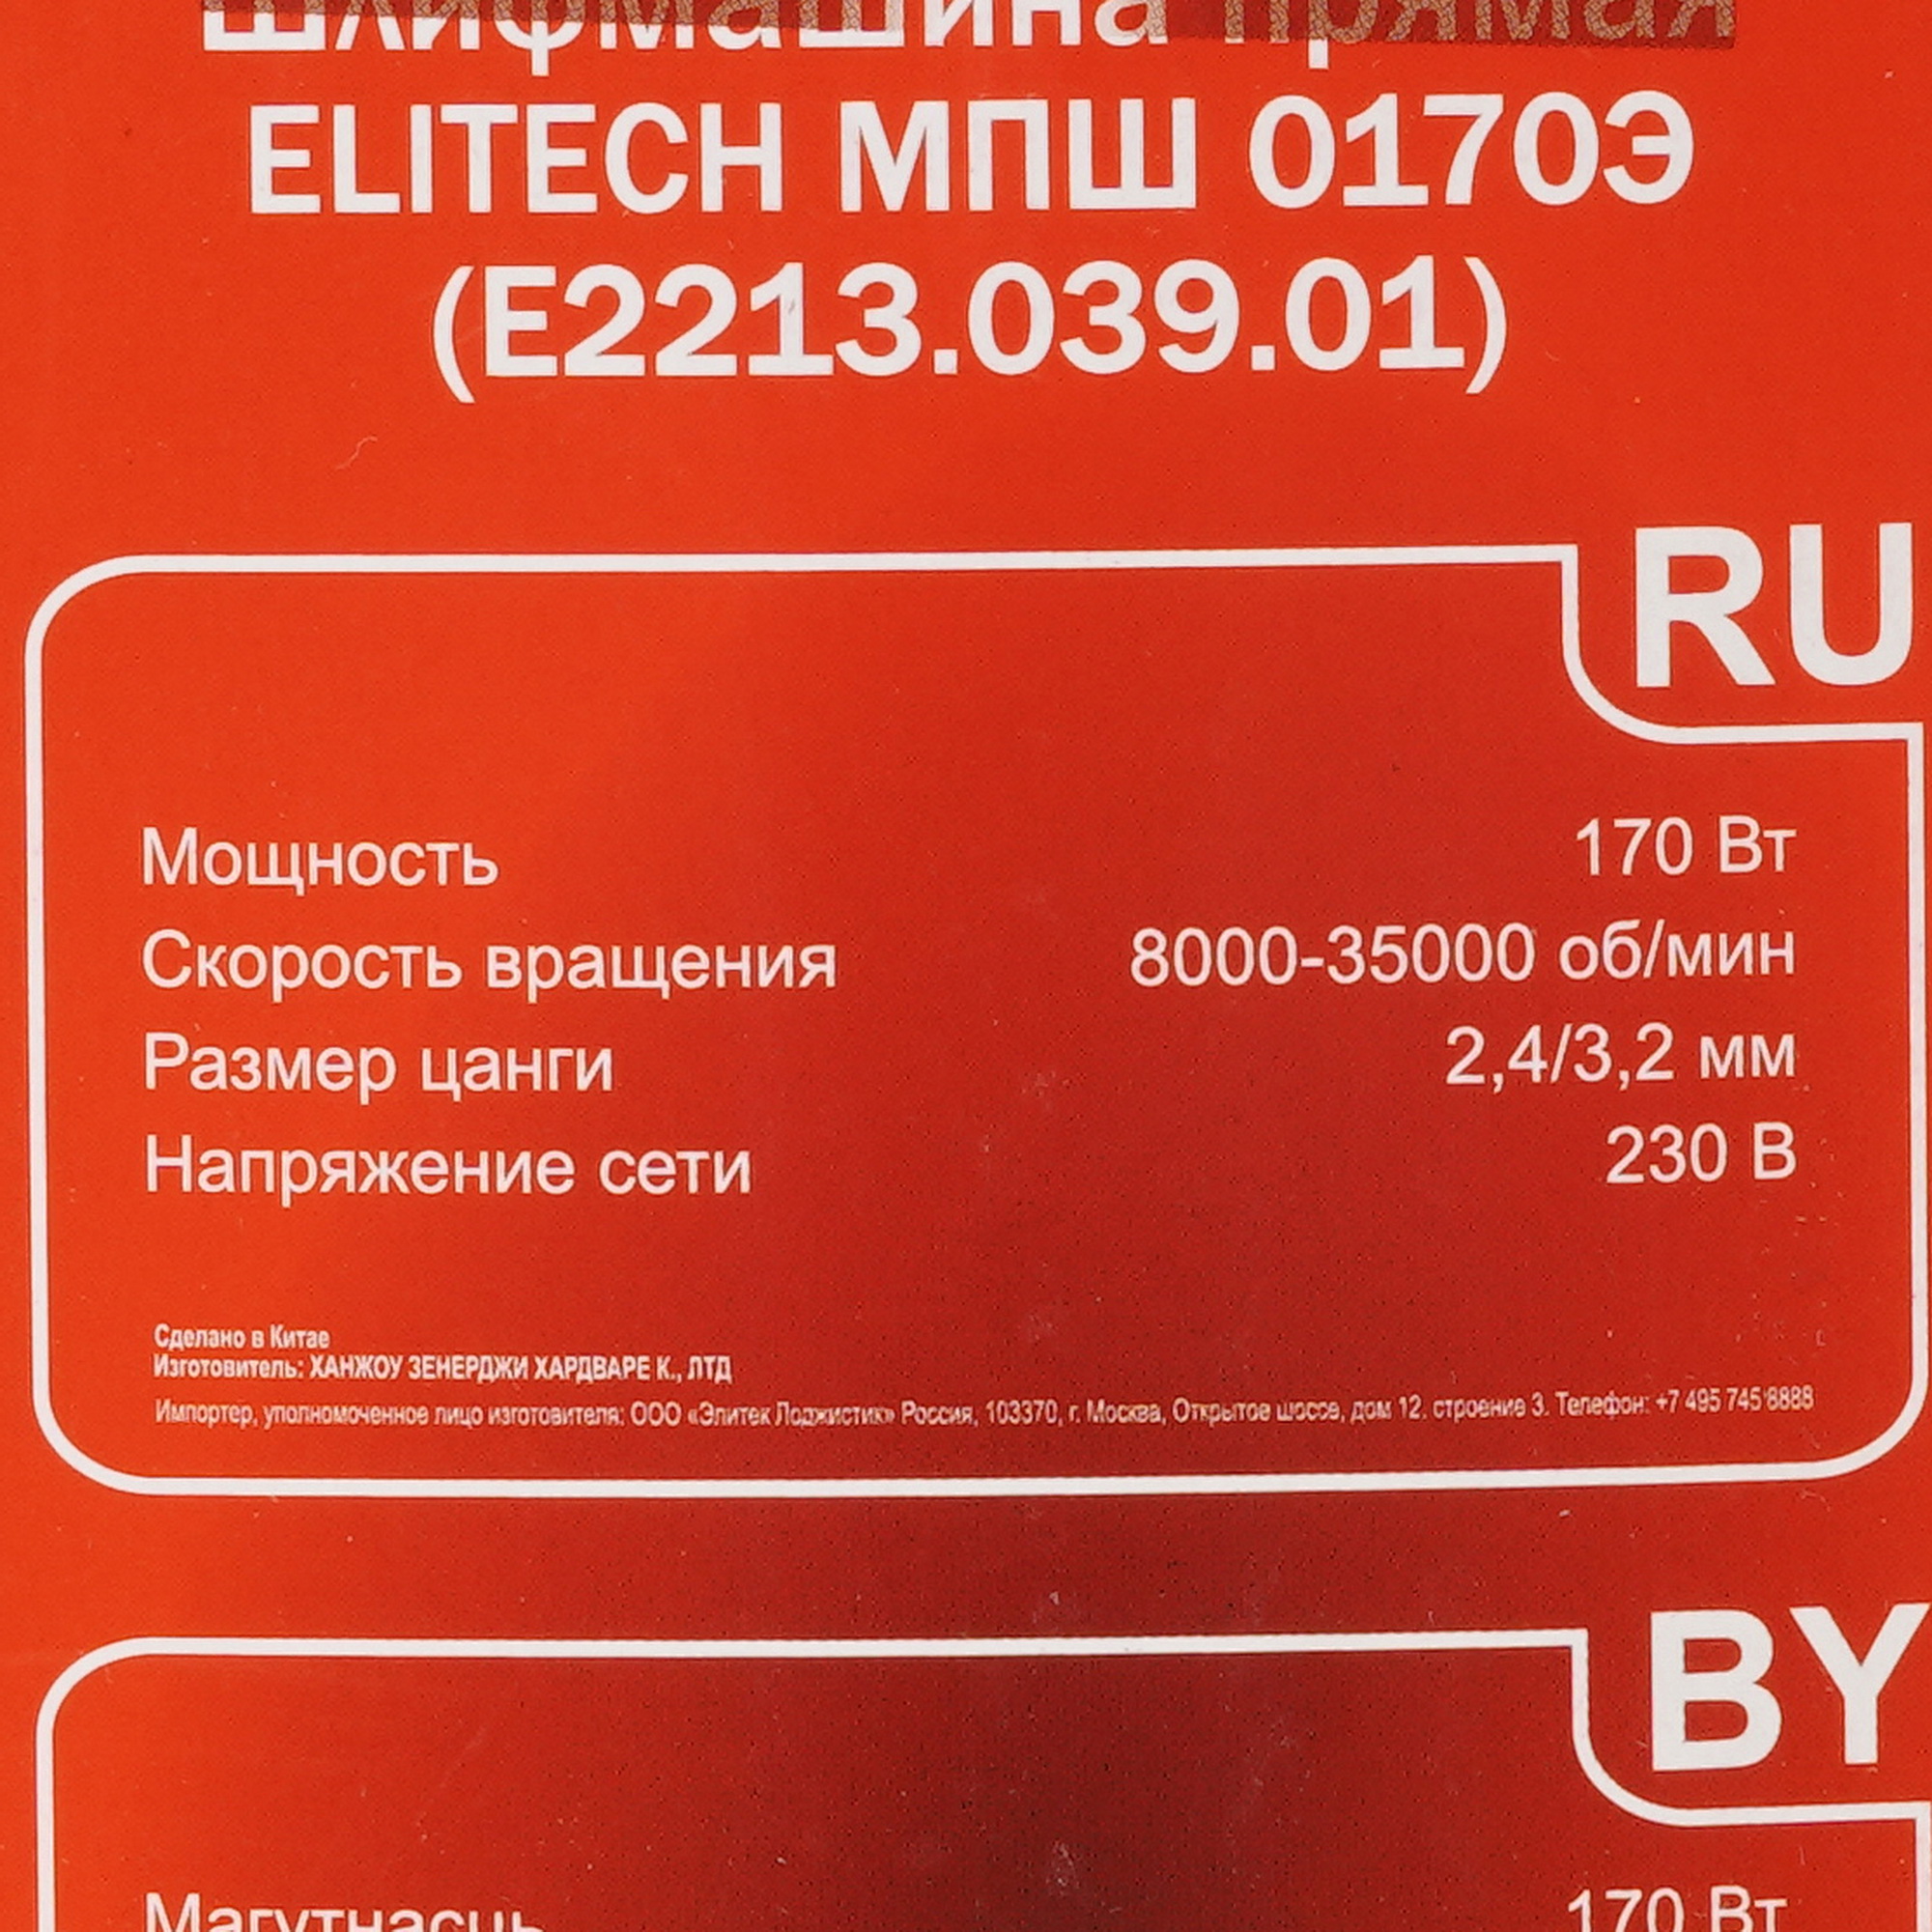 Шлифмашина прямая
ELITECH МПШ 0170Э
(E2213.039.01)
RU
Мощность 170 Вт
Скорость вращения 8000-35000 об/мин
Размер цанги 2,4/3,2 мм
Напряжение сети 230 В
Сделано в Китае
Изготовитель: ХАНЖОУ ЗЕНЕРДЖИ ХАРДВАРЕ К., ЛТД
Импортер, уполномоченное лицо изготовителя: ООО «Элитек Лоджистик» Россия, 103370, г. Москва, Открытое шоссе, дом 12. строение 3. Телефон: +7 495 745 8888
BY
Магутнасць 170 Вт